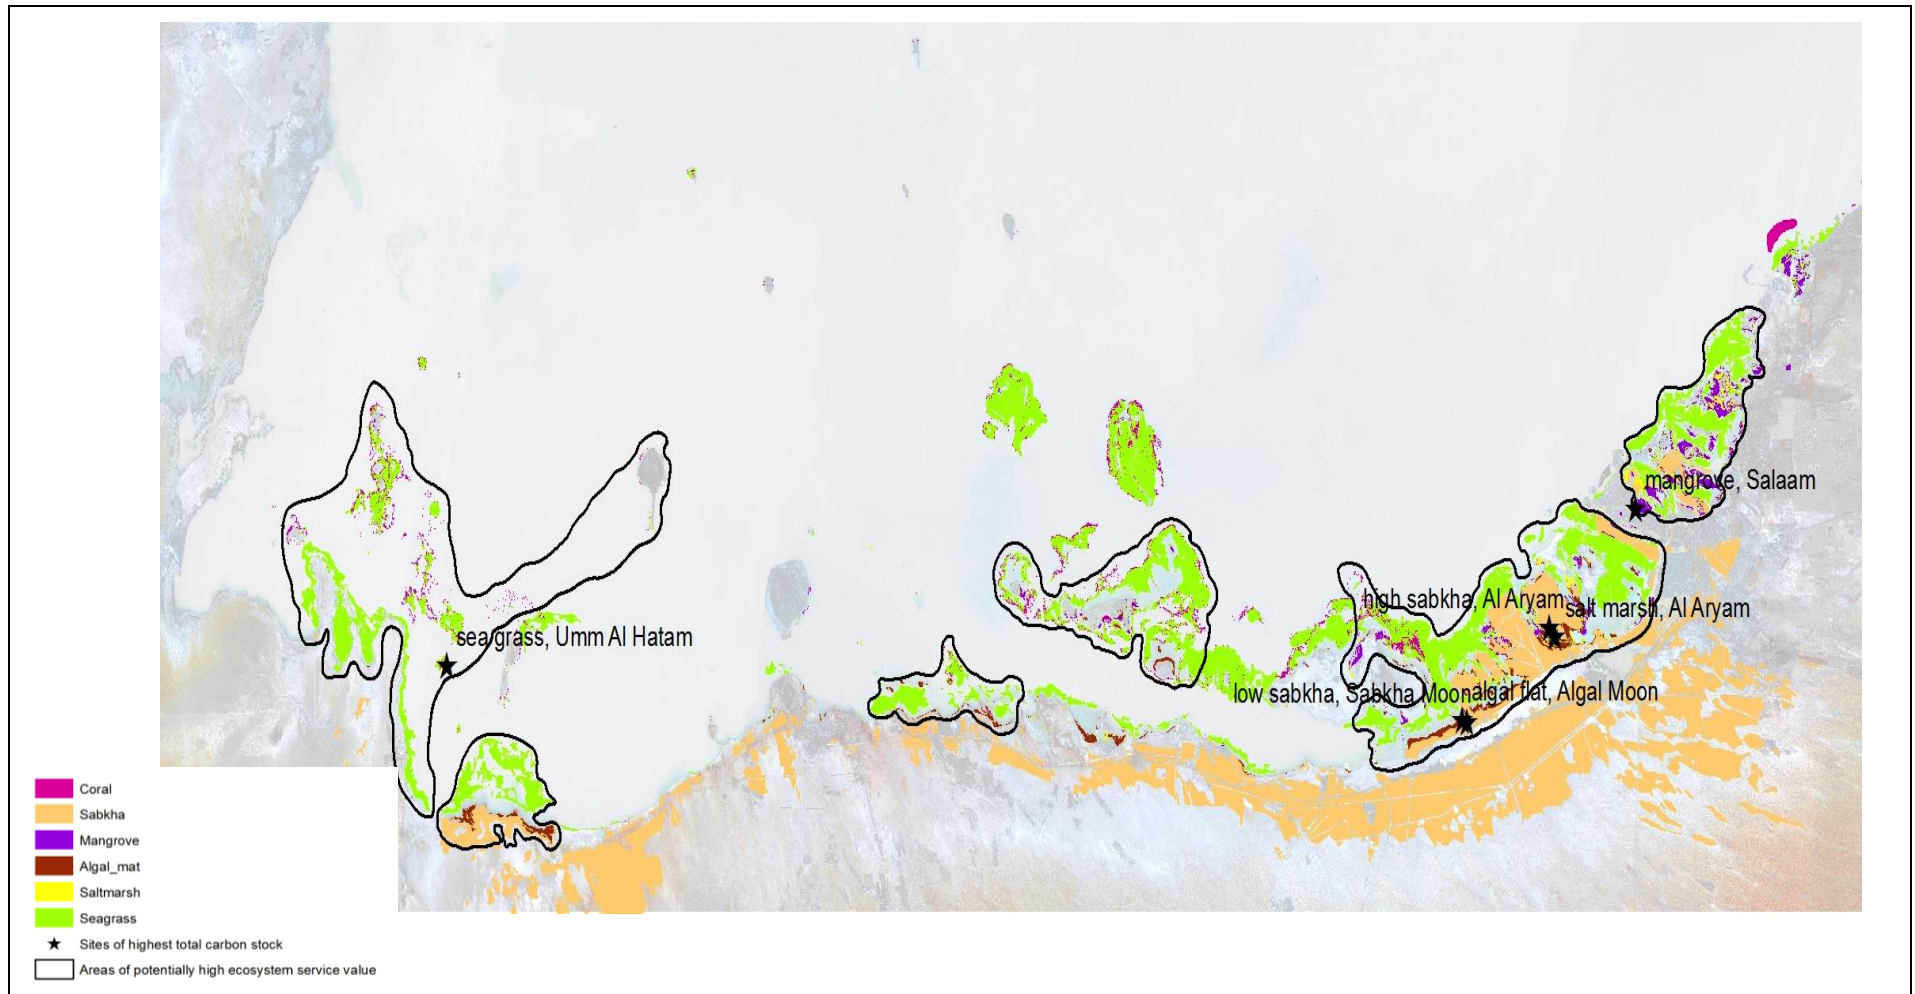 mangrove, Salaam
high sabkha, Al Aryam
salt marsh, Al Aryam
sea grass, Umm Al Hatam
low sabkha, Sabkha Moon
algal flat, Algal Moon
Coral
Sabkha
Mangrove
Algal_mat
Saltmarsh
Seagrass
Sites of highest total carbon stock
Areas of potentially high ecosystem service value